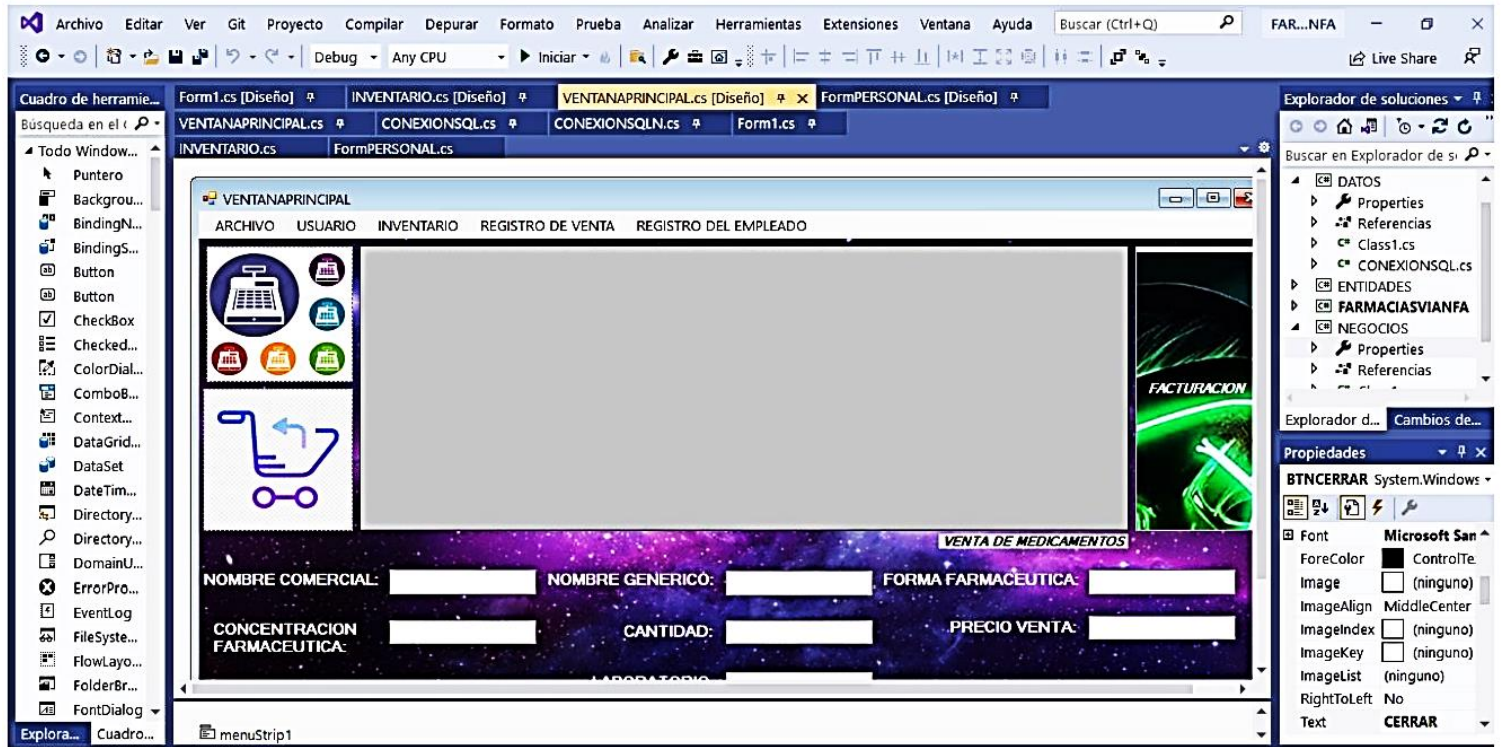 Archivo Editar Ver Git Proyecto Compilar Depurar Formato Prueba Analizar Herramientas Extensiones Ventana Ayuda Buscar (Ctrl+Q) FAR...NFA
Debug Any CPU Iniciar Live Share
Cuadro de herramie...
Búsqueda en el
Todo Window...
Puntero
Backgrou...
BindingN...
BindingS...
Button
Button
CheckBox
Checked...
ColorDial...
ComboB...
Context...
DataGrid...
DataSet
DateTim...
Directory...
Directory...
DomainU...
ErrorPro...
EventLog
FileSyste...
FlowLayo...
FolderBr...
FontDialog
Explora... Cuadro...
Form1.cs [Diseño] INVENTARIO.cs [Diseño] VENTANAPRINCIPAL.cs [Diseño] FormPERSONAL.cs [Diseño]
VENTANAPRINCIPAL.cs CONEXIONSQL.cs CONEXIONSQLN.cs Form1.cs
INVENTARIO.cs FormPERSONAL.cs
VENTANAPRINCIPAL
ARCHIVO USUARIO INVENTARIO REGISTRO DE VENTA REGISTRO DEL EMPLEADO
FACTURACION
VENTA DE MEDICAMENTOS
NOMBRE COMERCIAL: NOMBRE GENERICO: FORMA FARMACEUTICA:
CONCENTRACION FARMACEUTICA: CANTIDAD: PRECIO VENTA:
LABORATORIO
menuStrip1
Explorador de soluciones
Buscar en Explorador de s
DATOS
Properties
Referencias
Class1.cs
CONEXIONSQL.cs
ENTIDADES
FARMACIASVIANFA
NEGOCIOS
Properties
Referencias
Explorador d... Cambios de...
Propiedades
BTNCERRAR System.Windows
Font Microsoft San
ForeColor ControlTe
Image (ninguno)
ImageAlign MiddleCenter
ImageIndex (ninguno)
ImageKey (ninguno)
ImageList (ninguno)
RightToLeft No
Text CERRAR